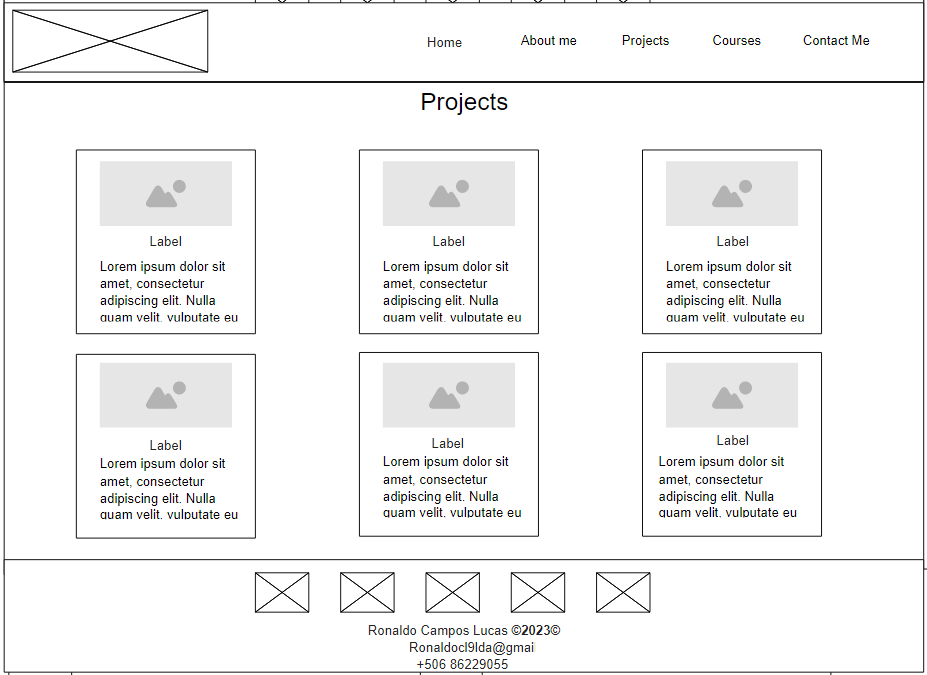 Home About me Projects Courses Contact Me
Projects
Label
Lorem ipsum dolor sit
amet, consectetur
adipiscing elit. Nulla
quam velit, vulputate eu
Label
Lorem ipsum dolor sit
amet, consectetur
adipiscing elit. Nulla
quam velit, vulputate eu
Label
Lorem ipsum dolor sit
amet, consectetur
adipiscing elit. Nulla
quam velit, vulputate eu
Label
Lorem ipsum dolor sit
amet, consectetur
adipiscing elit. Nulla
quam velit, vulputate eu
Label
Lorem ipsum dolor sit
amet, consectetur
adipiscing elit. Nulla
quam velit, vulputate eu
Label
Lorem ipsum dolor sit
amet, consectetur
adipiscing elit. Nulla
quam velit, vulputate eu
Ronaldo Campos Lucas ©2023©
Ronaldocl9lda@gmai
+506 86229055